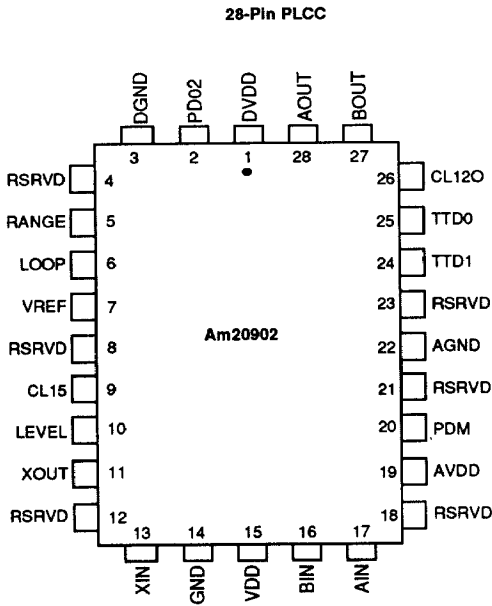 28-Pin PLCC
DGND PD02 DVDD AOUT BOUT
3 2 1 28 27
RSRVD 4 26 CL12O
RANGE 5 25 TTD0
LOOP 6 24 TTD1
VREF 7 23 RSRVD
Am20902
RSRVD 8 22 AGND
CL15 9 21 RSRVD
LEVEL 10 20 PDM
XOUT 11 19 AVDD
RSRVD 12 18 RSRVD
13 14 15 16 17
XIN GND VDD BIN AIN